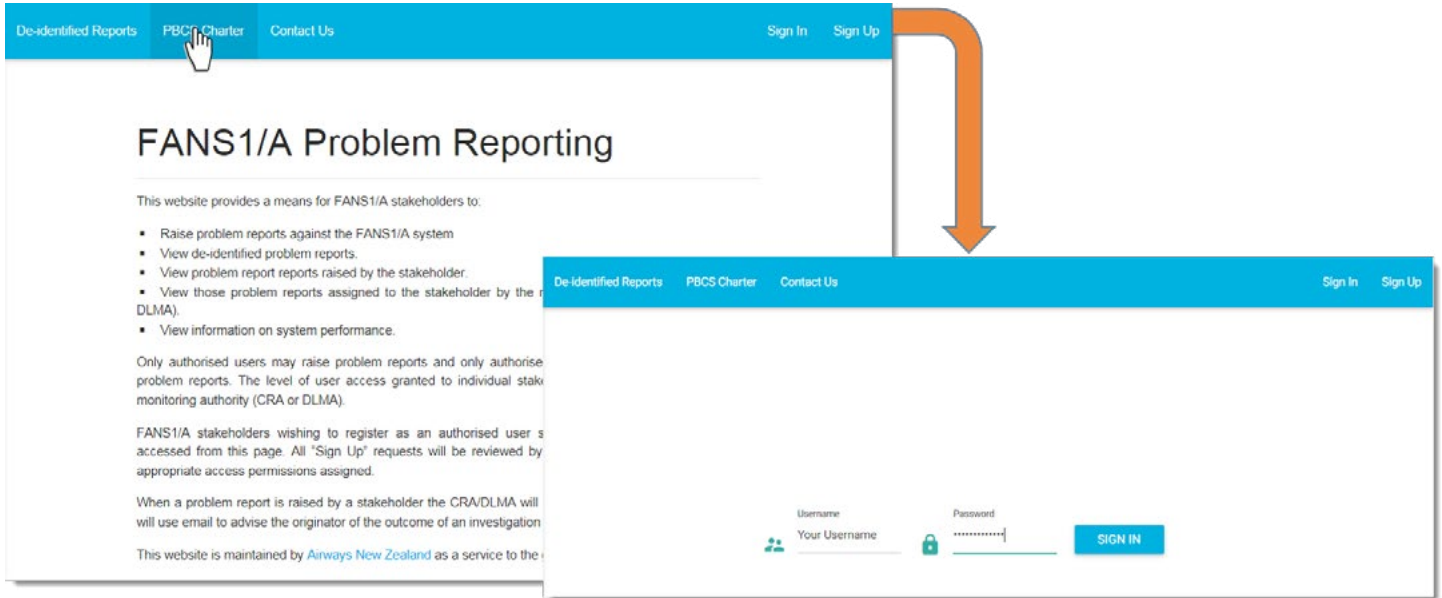 De-identified Reports PBCS Charter Contact Us Sign In Sign Up
FANS1/A Problem Reporting
This website provides a means for FANS1/A stakeholders to:
▪ Raise problem reports against the FANS1/A system
▪ View de-identified problem reports.
▪ View problem report reports raised by the stakeholder.
▪ View those problem reports assigned to the stakeholder by the
DLMA).
▪ View information on system performance.
Only authorised users may raise problem reports and only authorise
problem reports. The level of user access granted to individual stak
monitoring authority (CRA or DLMA).
FANS1/A stakeholders wishing to register as an authorised user s
accessed from this page. All "Sign Up" requests will be reviewed by
appropriate access permissions assigned.
When a problem report is raised by a stakeholder the CRA/DLMA will
will use email to advise the originator of the outcome of an investigation
This website is maintained by Airways New Zealand as a service to the
De-identified Reports PBCS Charter Contact Us Sign In Sign Up
Username Password
Your Username ••••••••••••• SIGN IN